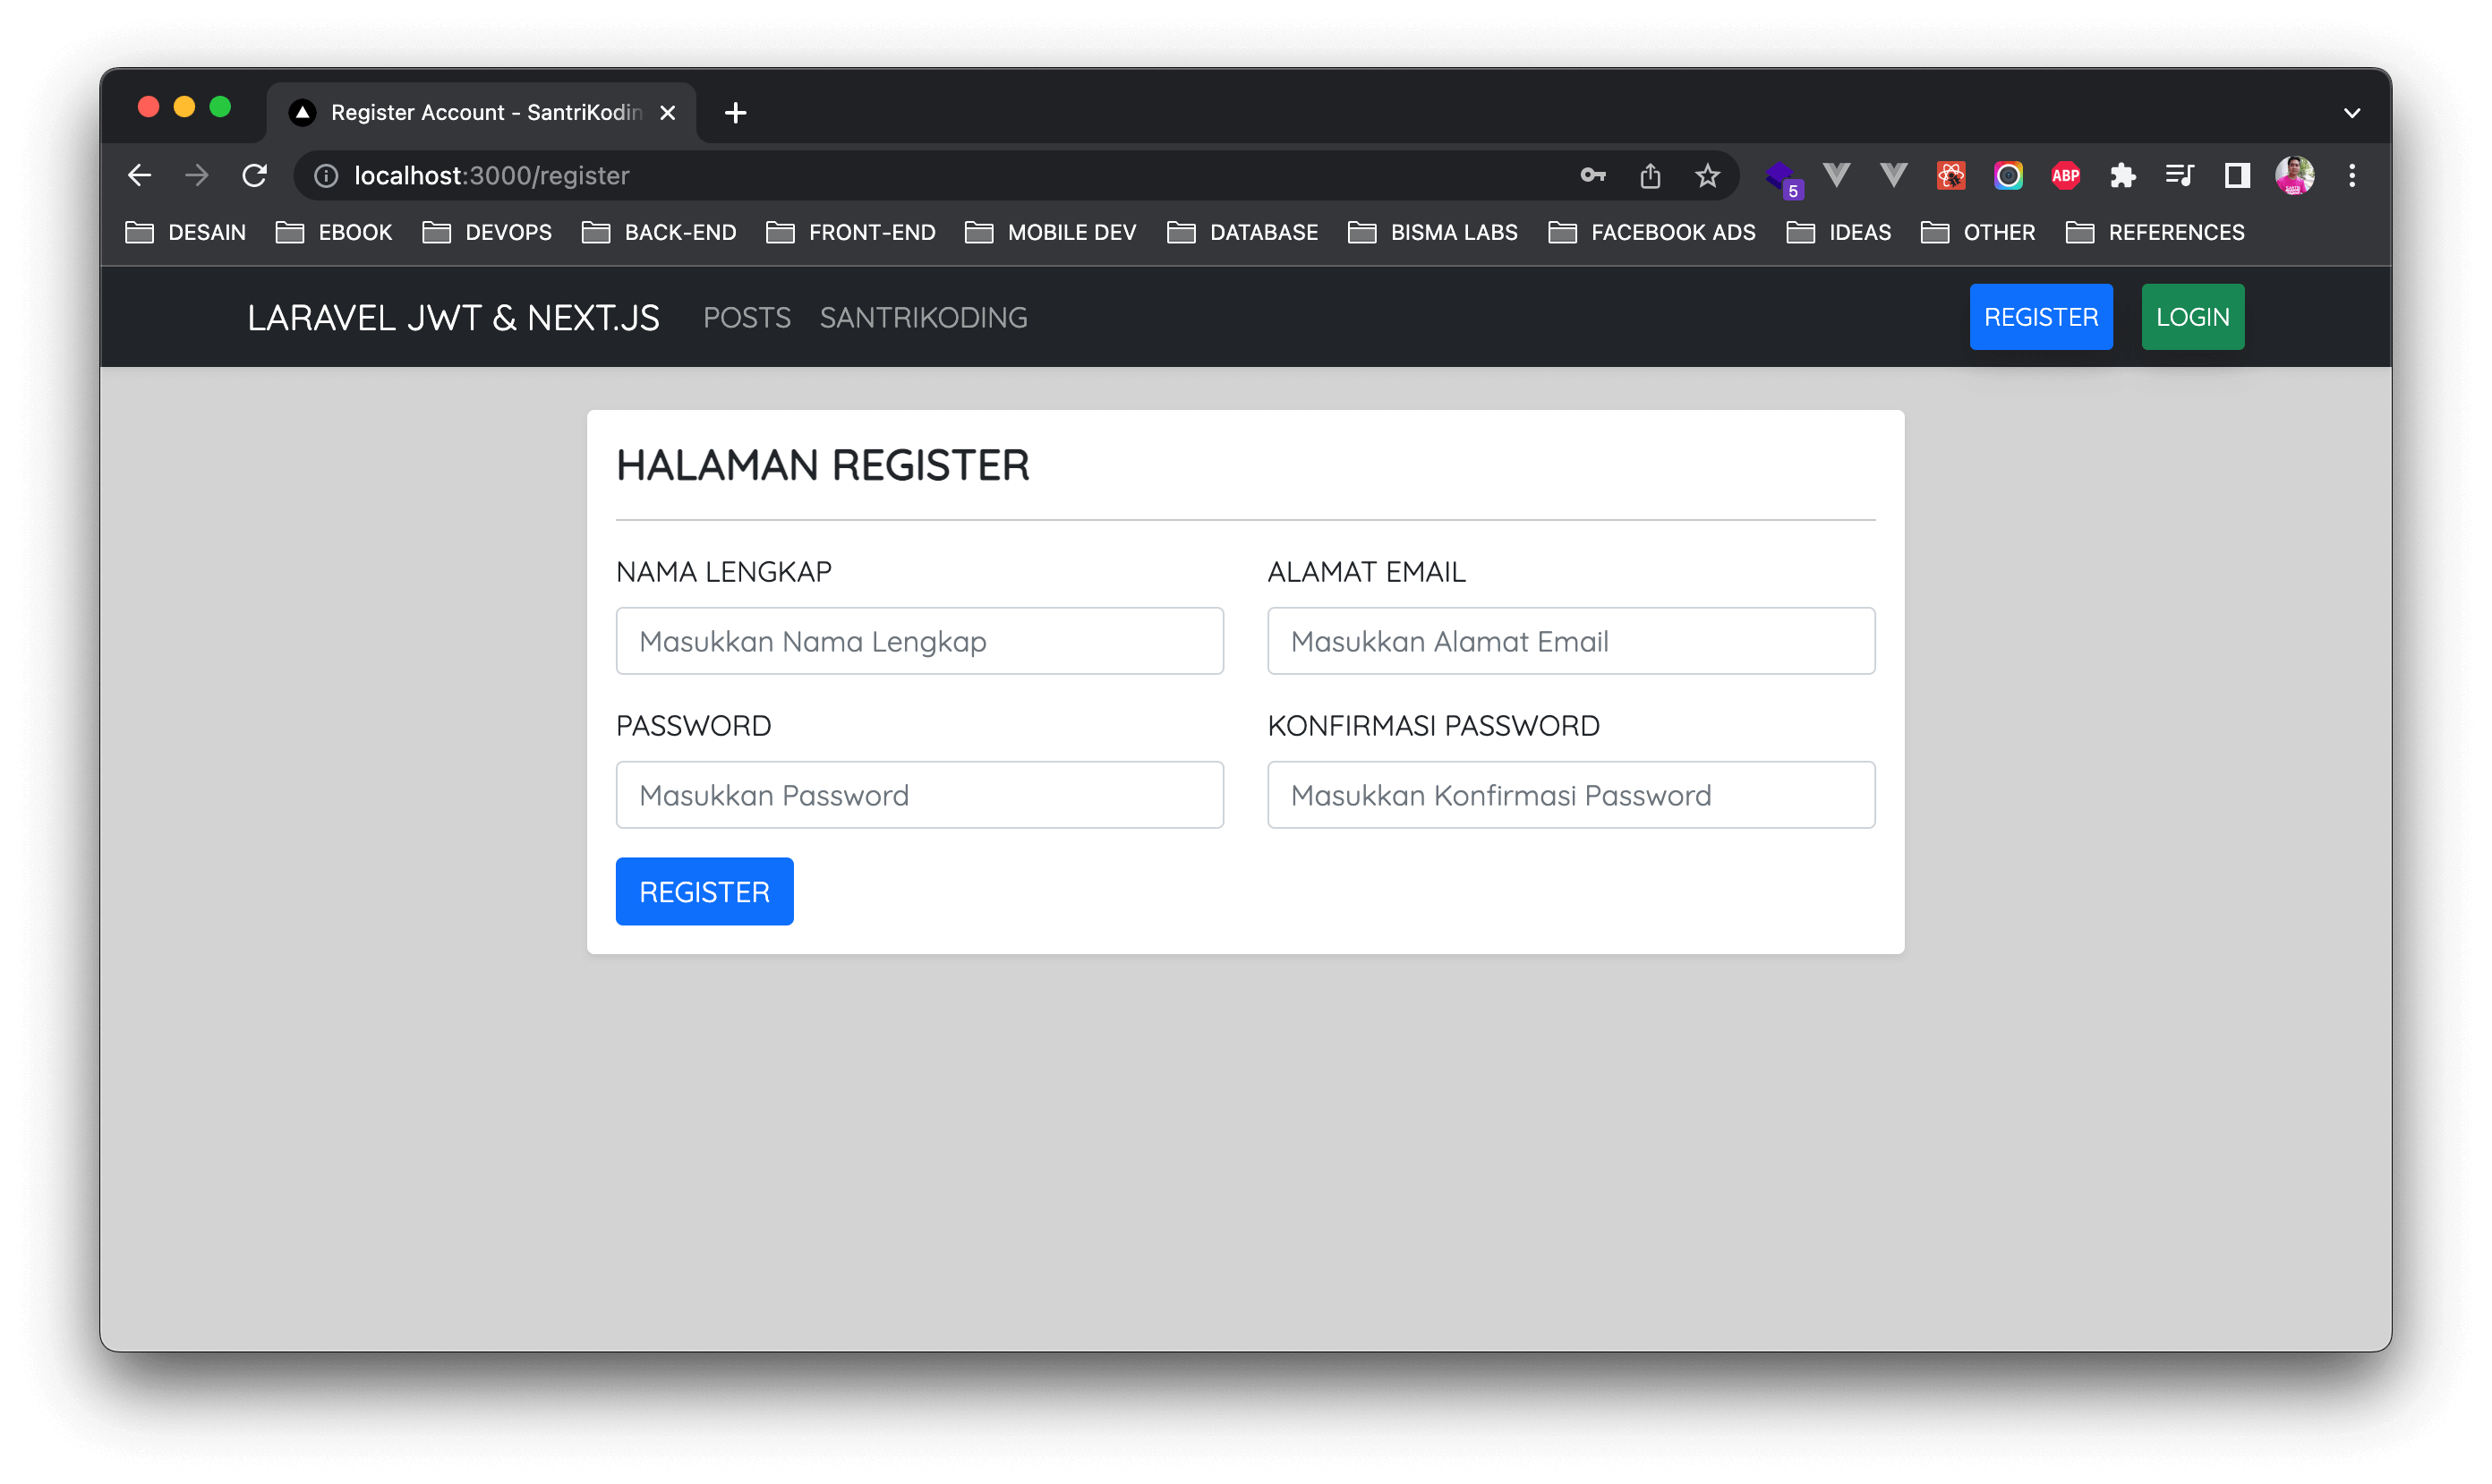 Register Account - SantriKodin
localhost:3000/register
5
ABP
DESAIN EBOOK DEVOPS BACK-END FRONT-END MOBILE DEV DATABASE BISMA LABS FACEBOOK ADS IDEAS OTHER REFERENCES
LARAVEL JWT & NEXT.JS POSTS SANTRIKODING REGISTER LOGIN
HALAMAN REGISTER
NAMA LENGKAP ALAMAT EMAIL
Masukkan Nama Lengkap Masukkan Alamat Email
PASSWORD KONFIRMASI PASSWORD
Masukkan Password Masukkan Konfirmasi Password
REGISTER